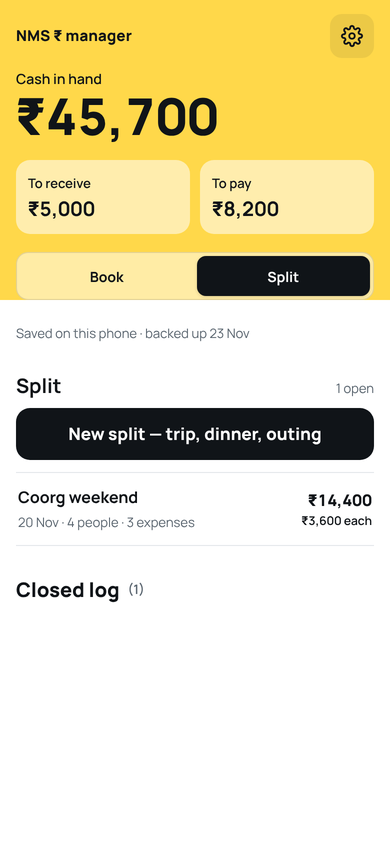 NMS ₹ manager
Cash in hand
₹45,700
To receive
₹5,000
To pay
₹8,200
Book
Split
Saved on this phone · backed up 23 Nov
Split
1 open
New split — trip, dinner, outing
Coorg weekend
₹14,400
20 Nov · 4 people · 3 expenses
₹3,600 each
Closed log (1)